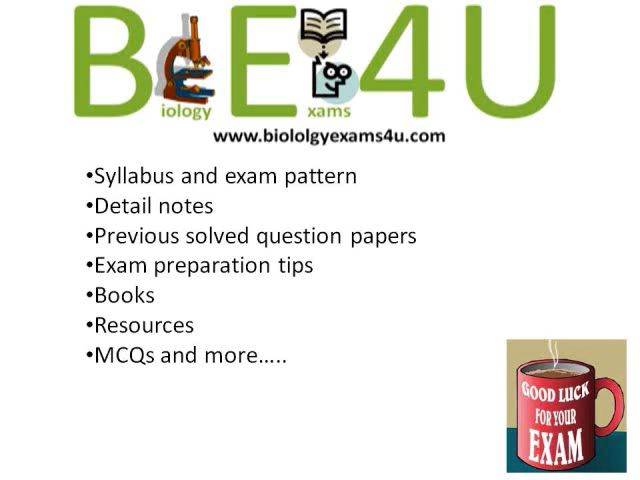 B E 4 U
iology xams
www.biololgyexams4u.com
•Syllabus and exam pattern
•Detail notes
•Previous solved question papers
•Exam preparation tips
•Books
•Resources
•MCQs and more…..
GOOD LUCK
FOR YOUR
EXAM